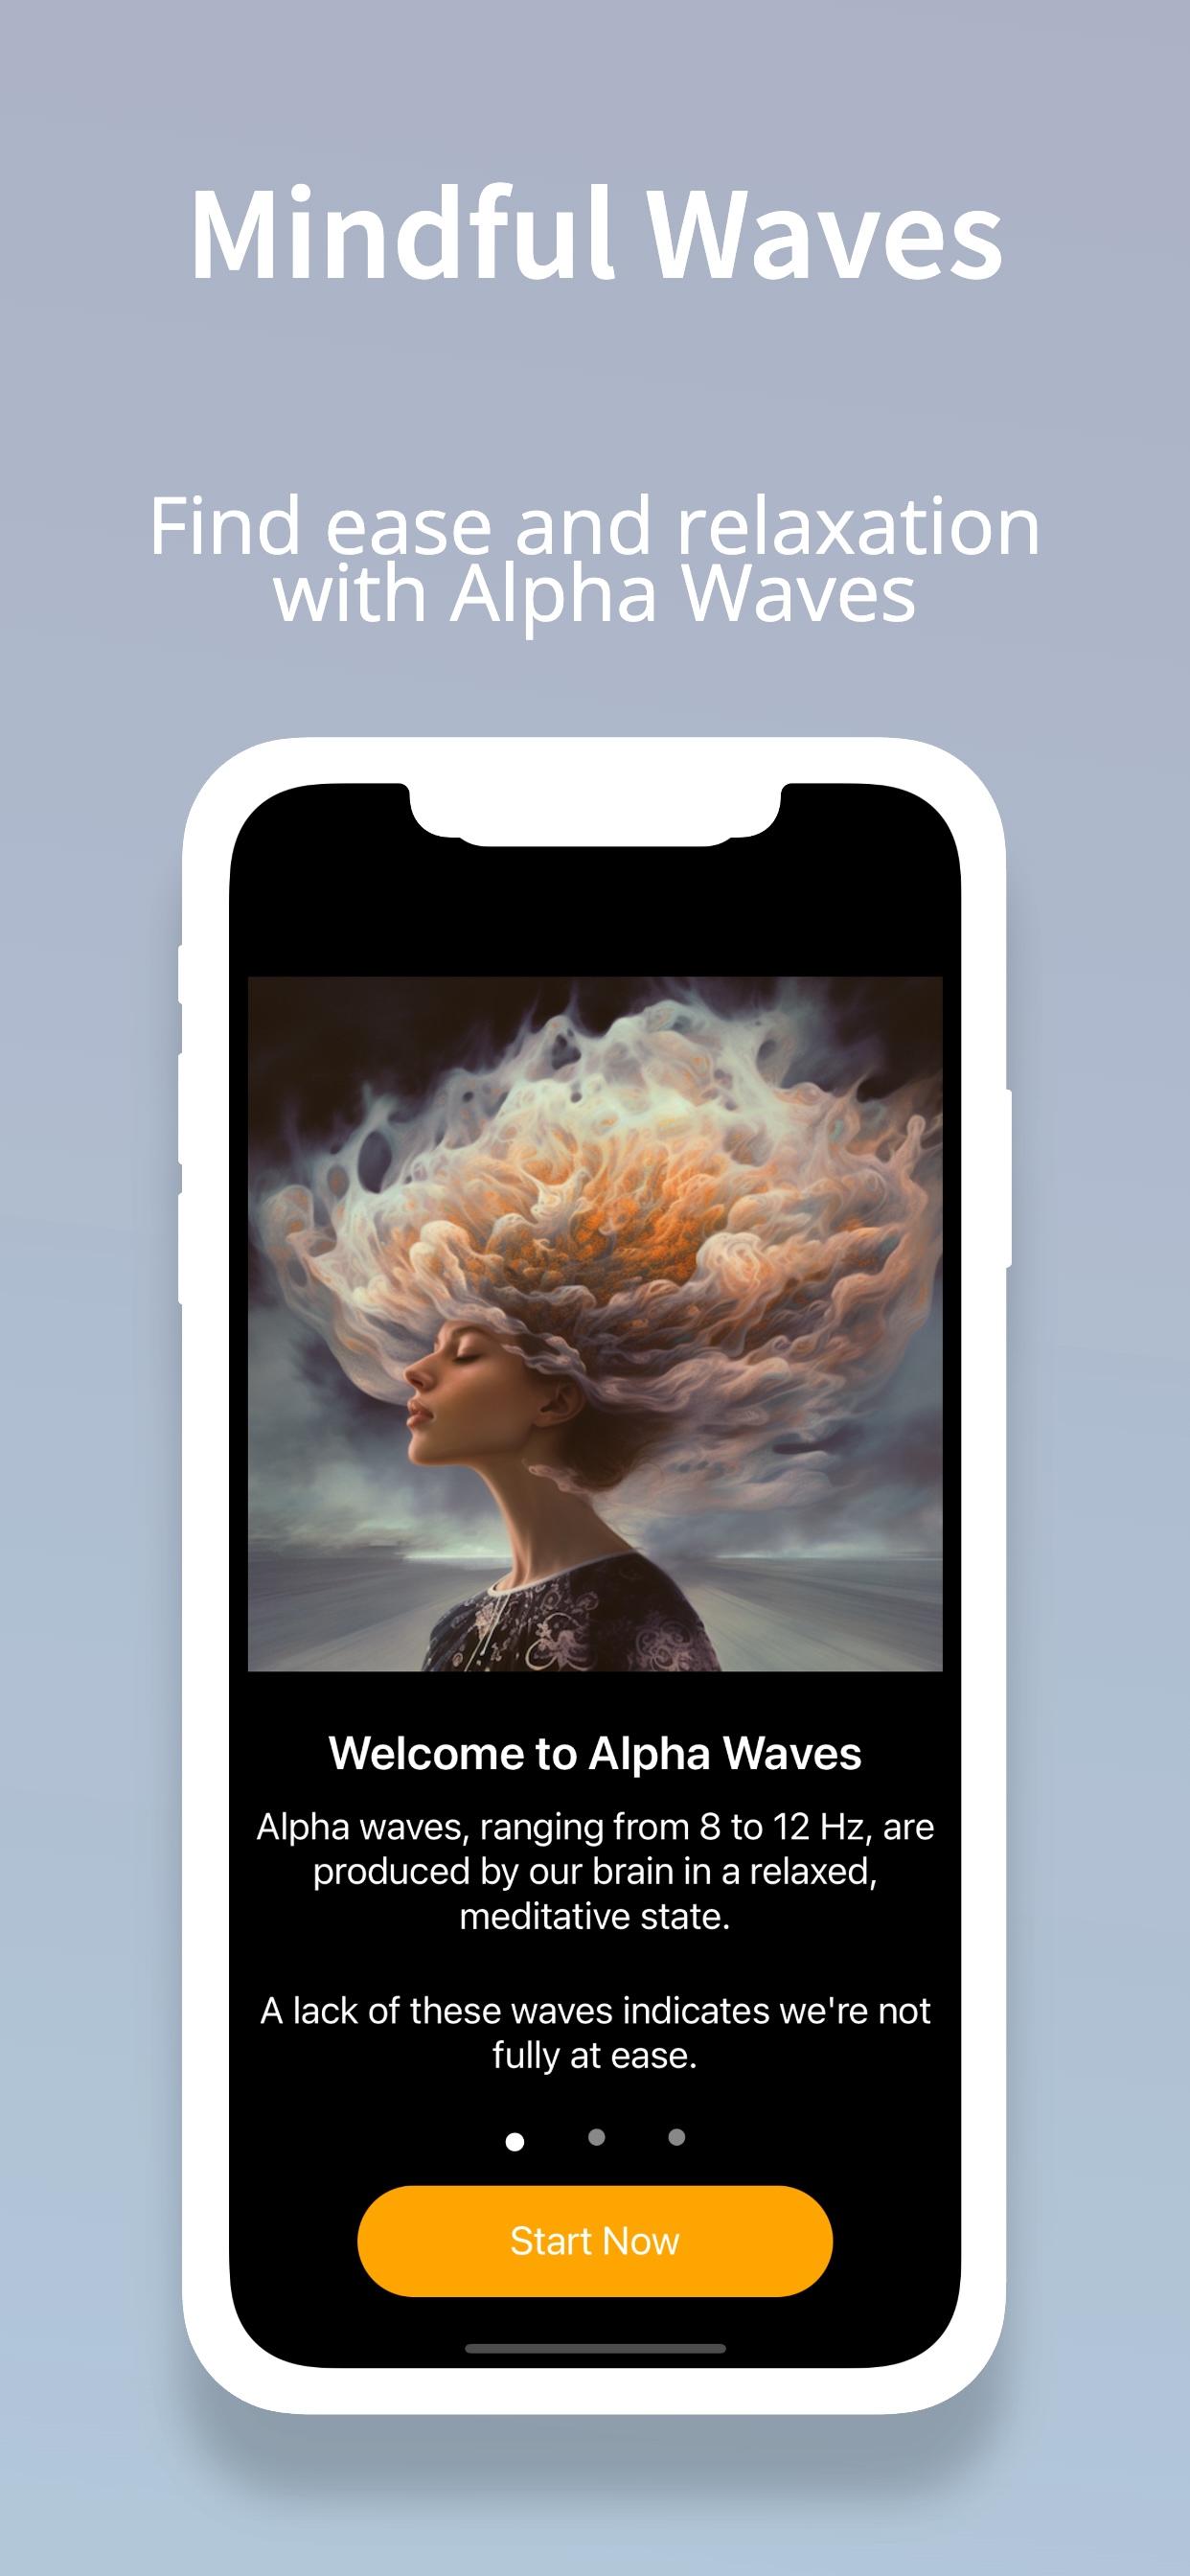 Mindful Waves
Find ease and relaxation
with Alpha Waves
Welcome to Alpha Waves
Alpha waves, ranging from 8 to 12 Hz, are
produced by our brain in a relaxed,
meditative state.
A lack of these waves indicates we're not
fully at ease.
Start Now